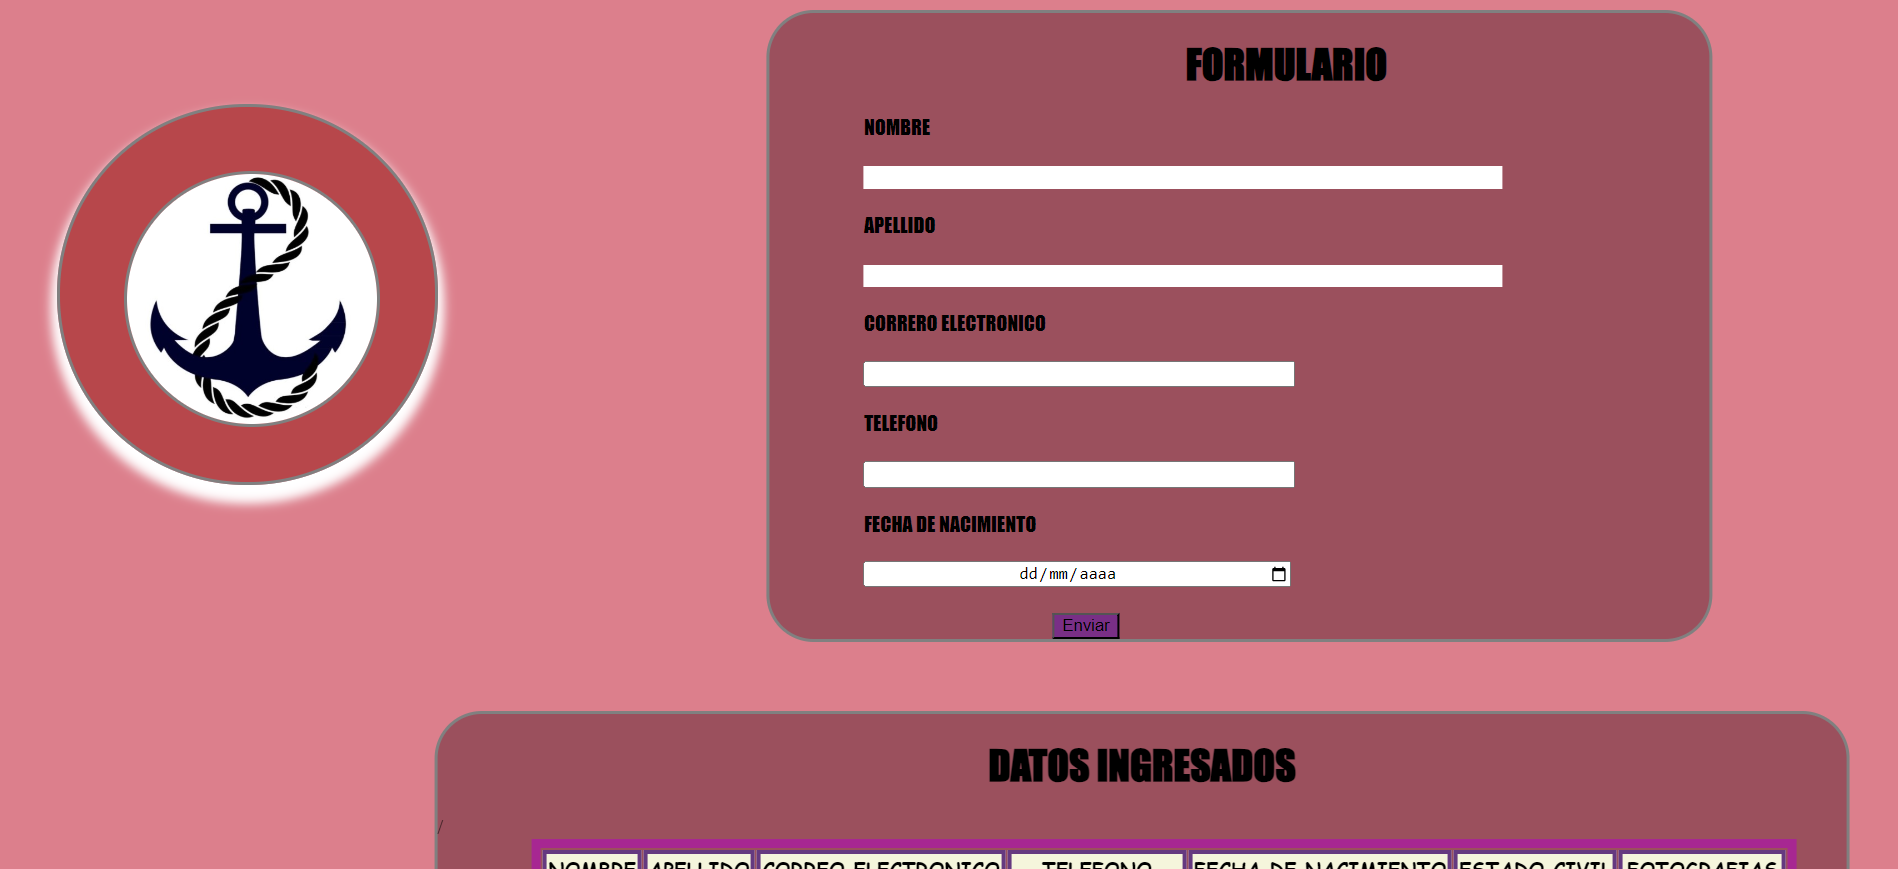 FORMULARIO
NOMBRE
APELLIDO
CORRERO ELECTRONICO
TELEFONO
FECHA DE NACIMIENTO
dd/mm/aaaa
Enviar
DATOS INGRESADOS
/
NOMBRE APELLIDO CORREO ELECTRONICO TELEFONO FECHA DE NACIMIENTO ESTADO CIVIL FOTOGRAFIAS